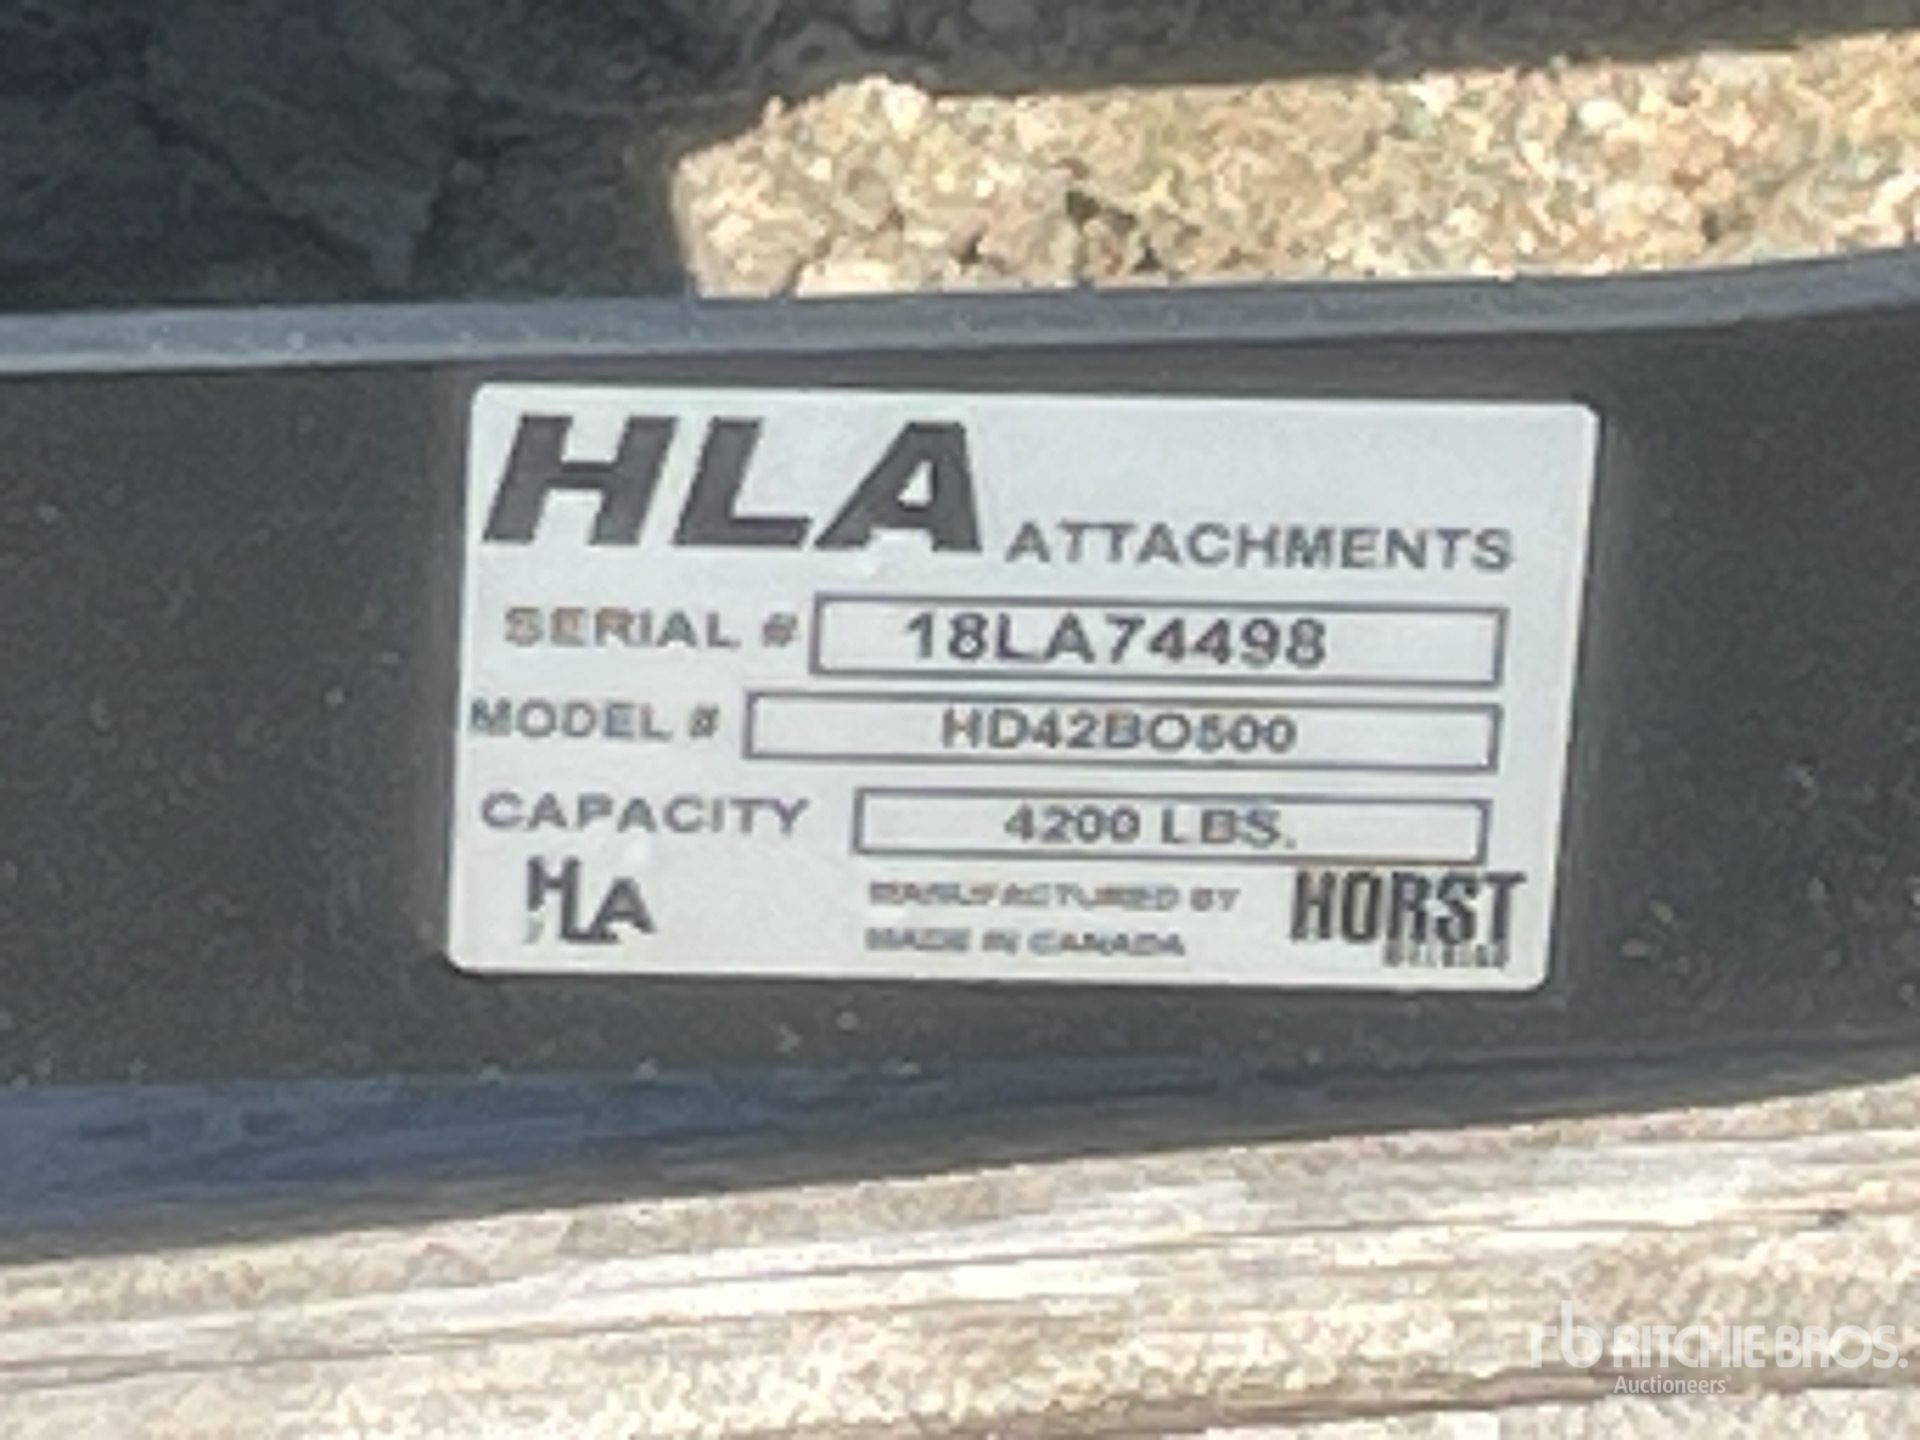 HLA ATTACHMENTS
SERIAL # 18LA74498
MODEL # HD42BO500
CAPACITY 4200 LBS.
HLA
MANUFACTURED BY HORST
MADE IN CANADA
rb RITCHIE BROS.
Auctioneers